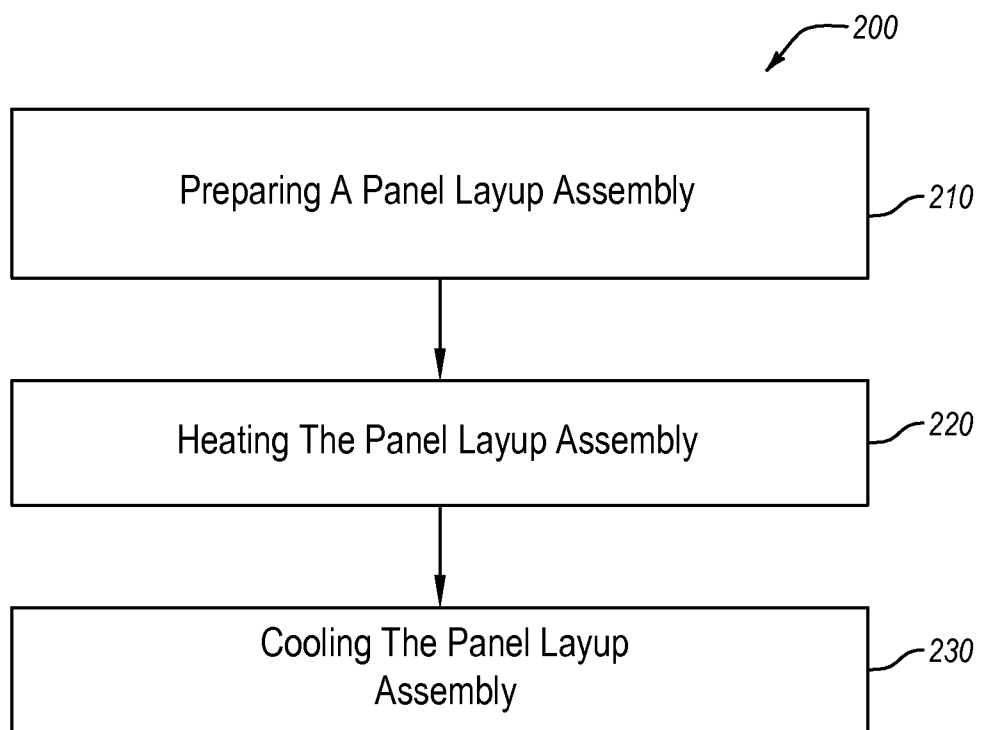 200
Preparing A Panel Layup Assembly
210
Heating The Panel Layup Assembly
220
Cooling The Panel Layup
Assembly
230